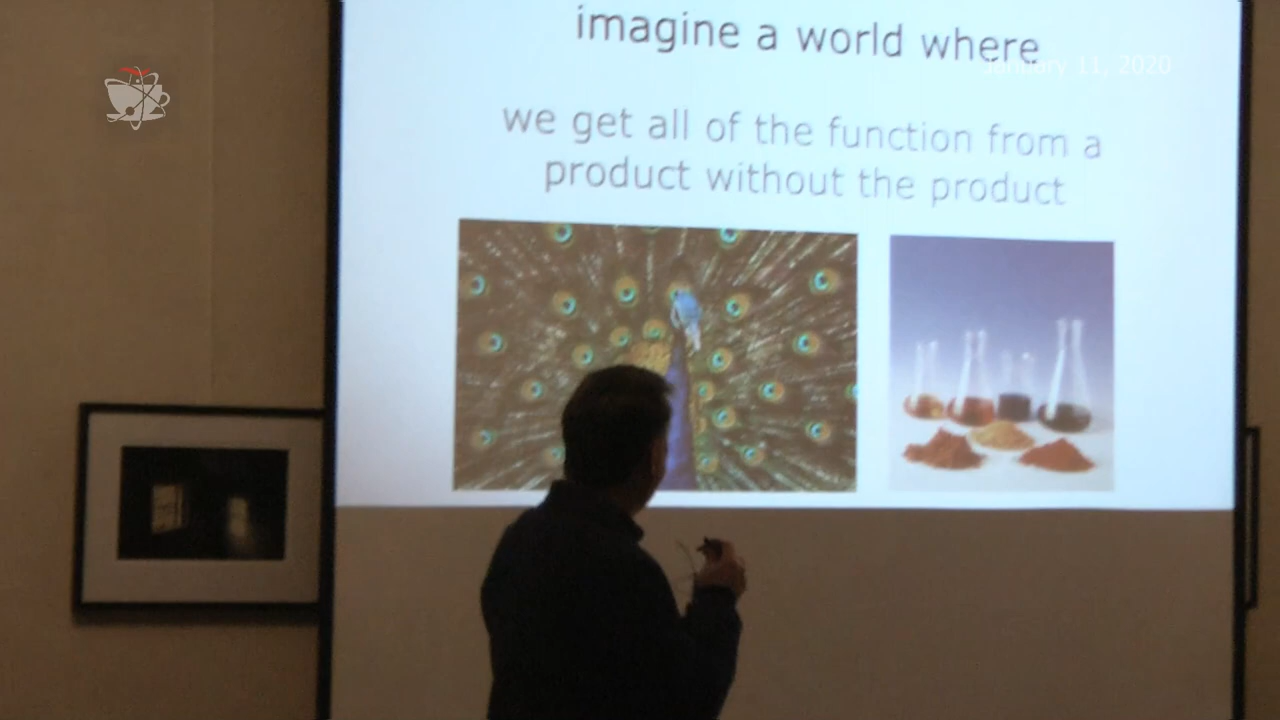 imagine a world where
January 11, 2020
we get all of the function from a
product without the product